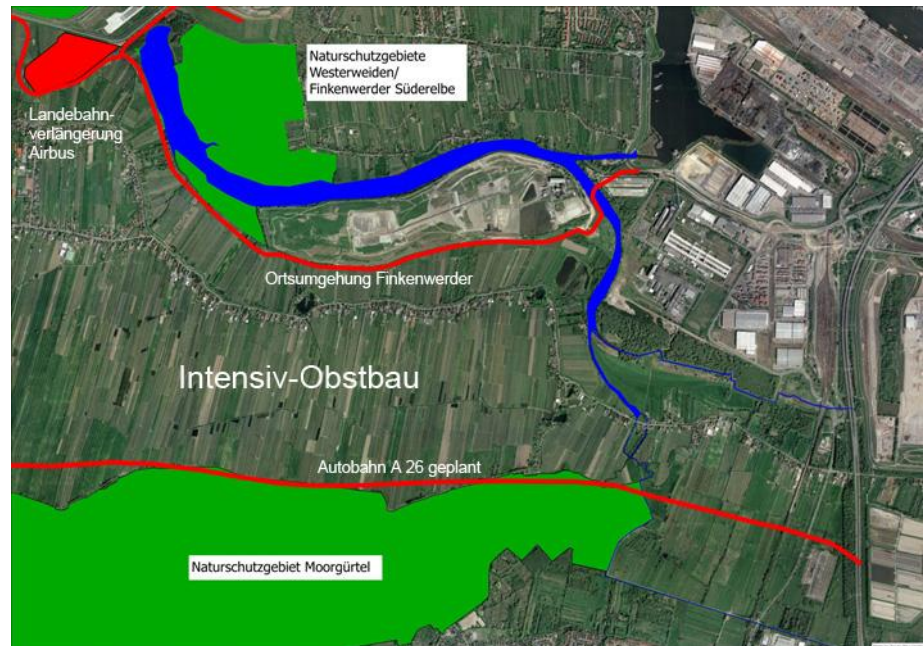 Naturschutzgebiete
Westerweiden/
Finkenwerder Süderelbe
Landebahn-
verlängerung
Airbus
Ortsumgehung Finkenwerder
Intensiv-Obstbau
Autobahn A 26 geplant
Naturschutzgebiet Moorgürtel